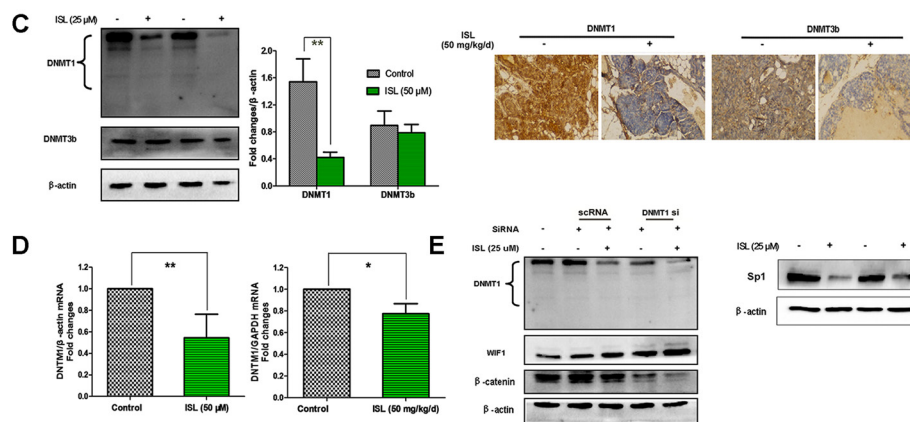 C
ISL (25 µM)
- + - +
DNMT1
DNMT3b
β-actin
Fold changes/β-actin
2.0
1.6
1.2
0.8
0.4
0.0
**
Control
ISL (50 µM)
DNMT1 DNMT3b
DNMT1 DNMT3b
ISL
(50 mg/kg/d)
- + - +
D
DNTM1/β-actin mRNA
Fold changes
1.2
1.0
0.8
0.6
0.4
0.2
0.0
**
Control ISL (50 µM)
DNTM1/GAPDH mRNA
Fold changes
1.2
1.0
0.8
0.6
0.4
0.2
0.0
*
Control ISL (50 mg/kg/d)
E
scRNA DNMT1 si
SiRNA - + + + +
ISL (25 uM) - - + - +
DNMT1
WIF1
β-catenin
β-actin
ISL (25 µM)
- + - +
Sp1
β-actin